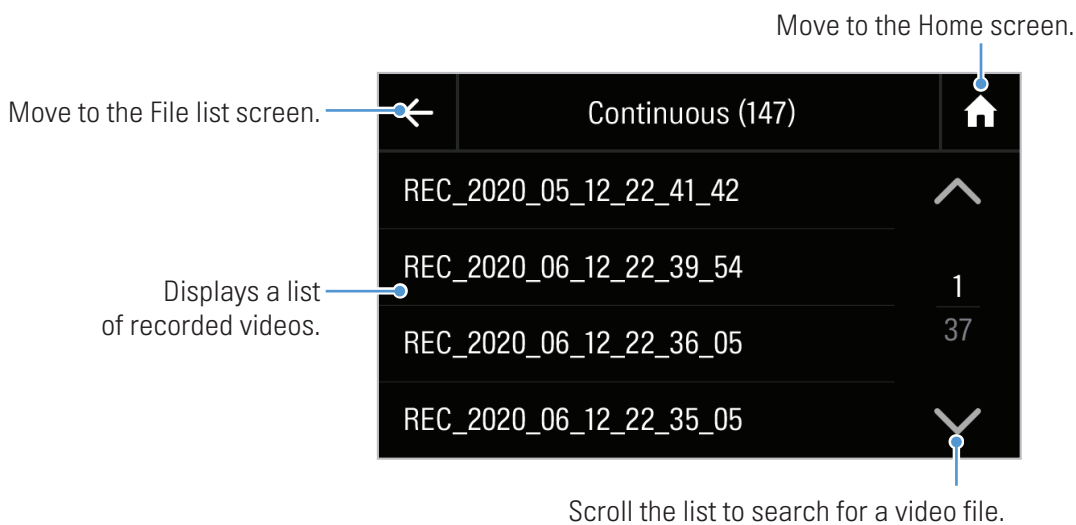 Move to the Home screen.
Move to the File list screen.
Continuous (147)
REC_2020_05_12_22_41_42
REC_2020_06_12_22_39_54
Displays a list
of recorded videos.
1
37
REC_2020_06_12_22_36_05
REC_2020_06_12_22_35_05
Scroll the list to search for a video file.